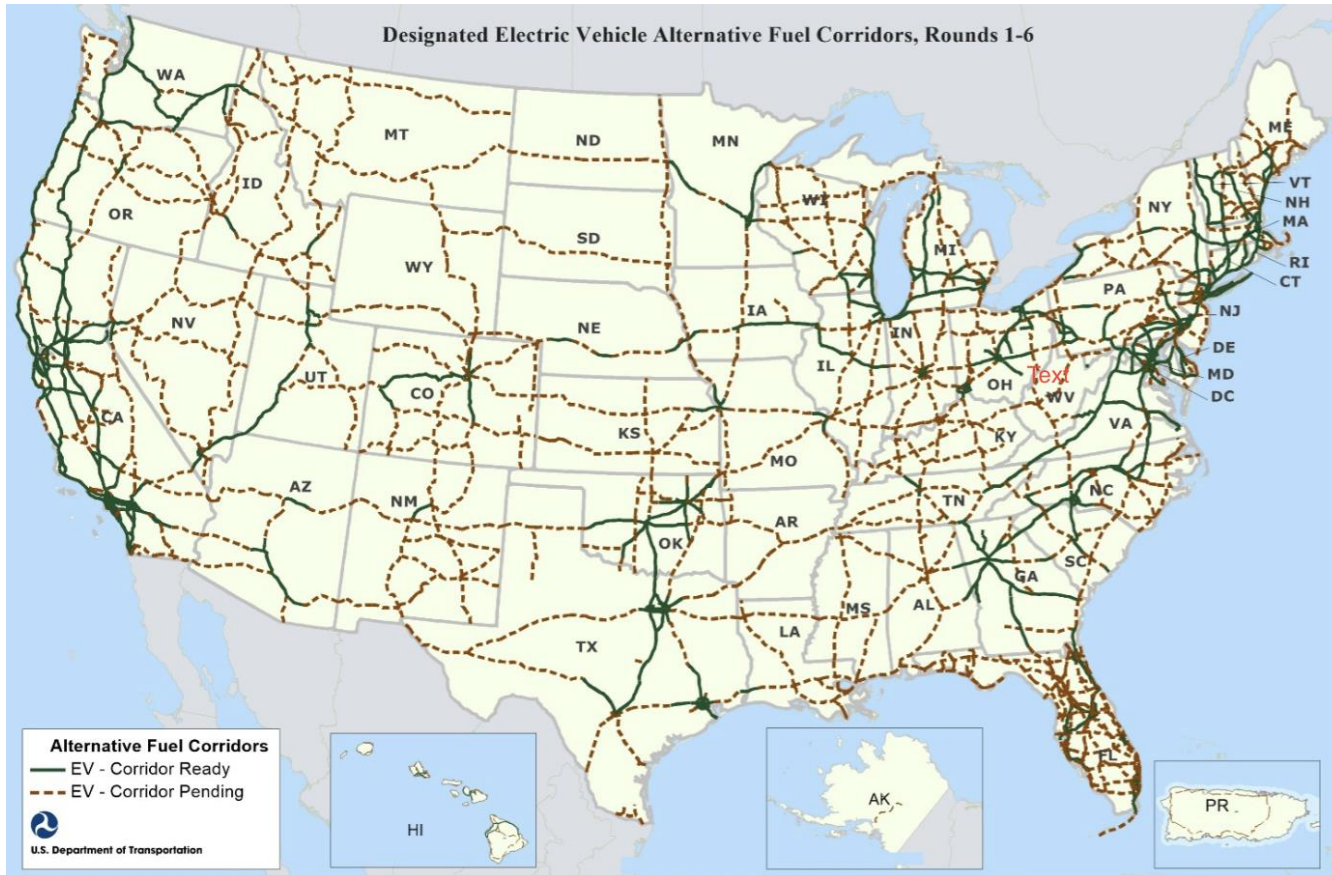 Designated Electric Vehicle Alternative Fuel Corridors, Rounds 1-6
WA
MT
ND
MN
ME
ID
OR
WI
VT
NH
NY
MA
MI
SD
WY
RI
CT
PA
IA
NE
NV
IN
NJ
UT
IL
OH
Text
WV
DE
MD
DC
CO
CA
VA
KS
KY
MO
AZ
NM
NC
TN
AR
OK
SC
GA
MS
AL
LA
TX
FL
Alternative Fuel Corridors
EV - Corridor Ready
EV - Corridor Pending
U.S. Department of Transportation
HI
AK
PR